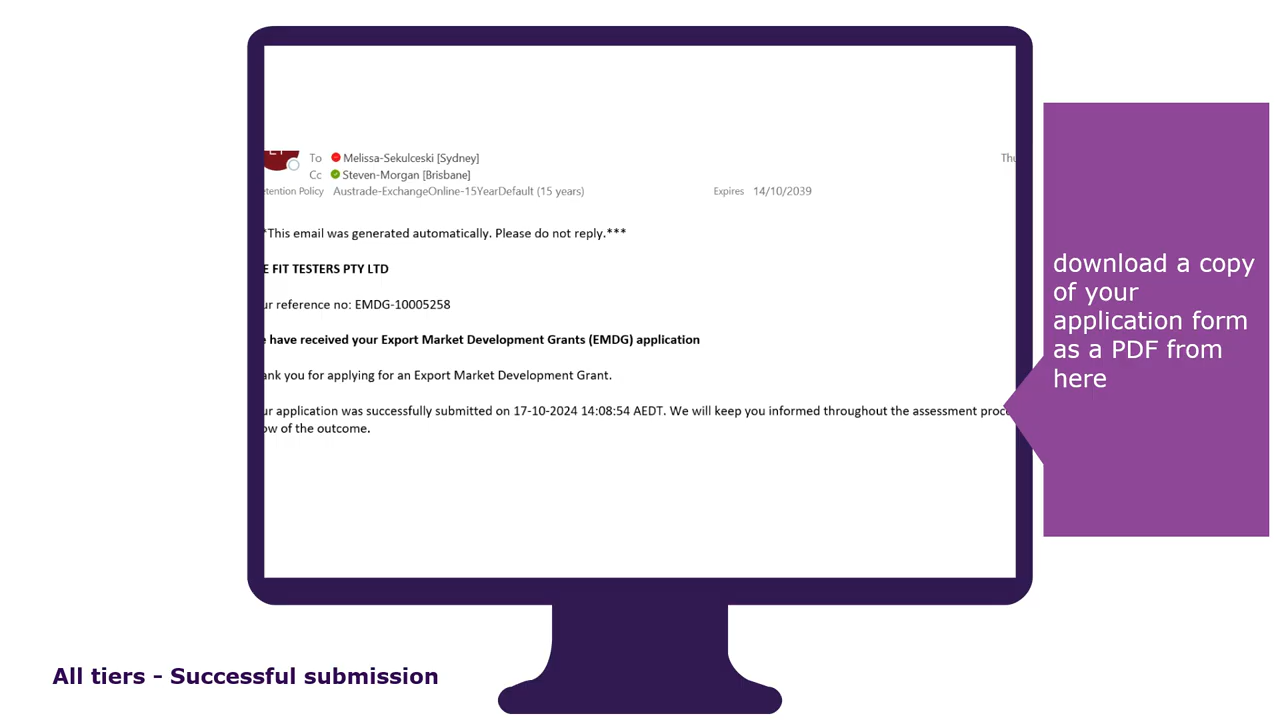 To Melissa-Sekulceski [Sydney]
Cc Steven-Morgan [Brisbane]
tention Policy Austrade-ExchangeOnline-15YearDefault (15 years) Expires 14/10/2039
*This email was generated automatically. Please do not reply.***
E FIT TESTERS PTY LTD
ur reference no: EMDG-10005258
e have received your Export Market Development Grants (EMDG) application
ank you for applying for an Export Market Development Grant.
ur application was successfully submitted on 17-10-2024 14:08:54 AEDT. We will keep you informed throughout the assessment proc
ow of the outcome.
download a copy
of your
application form
as a PDF from
here
All tiers - Successful submission